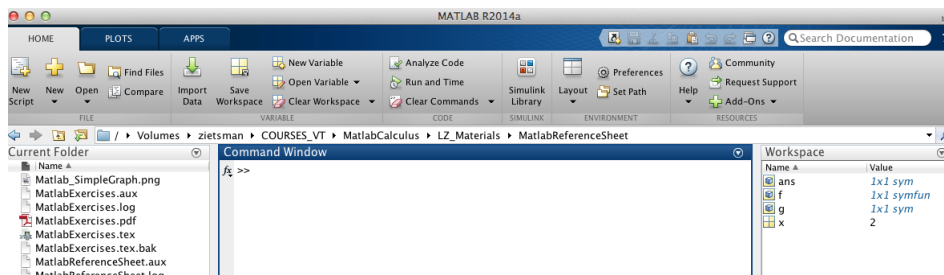 MATLAB R2014a
HOME PLOTS APPS
Search Documentation
New Script
New
Open
Find Files
Compare
Import Data
Save Workspace
New Variable
Open Variable
Clear Workspace
Analyze Code
Run and Time
Clear Commands
Simulink Library
Layout
Preferences
Set Path
Help
Community
Request Support
Add-Ons
FILE VARIABLE CODE SIMULINK ENVIRONMENT RESOURCES
/ Volumes zietsman COURSES_VT MatlabCalculus LZ_Materials MatlabReferenceSheet
Current Folder
Name
Matlab_SimpleGraph.png
MatlabExercises.aux
MatlabExercises.log
MatlabExercises.pdf
MatlabExercises.tex
MatlabExercises.tex.bak
MatlabReferenceSheet.aux
MatlabReferenceSheet.log
Command Window
fx >>
Workspace
Name Value
ans 1x1 sym
f 1x1 symfun
g 1x1 sym
x 2